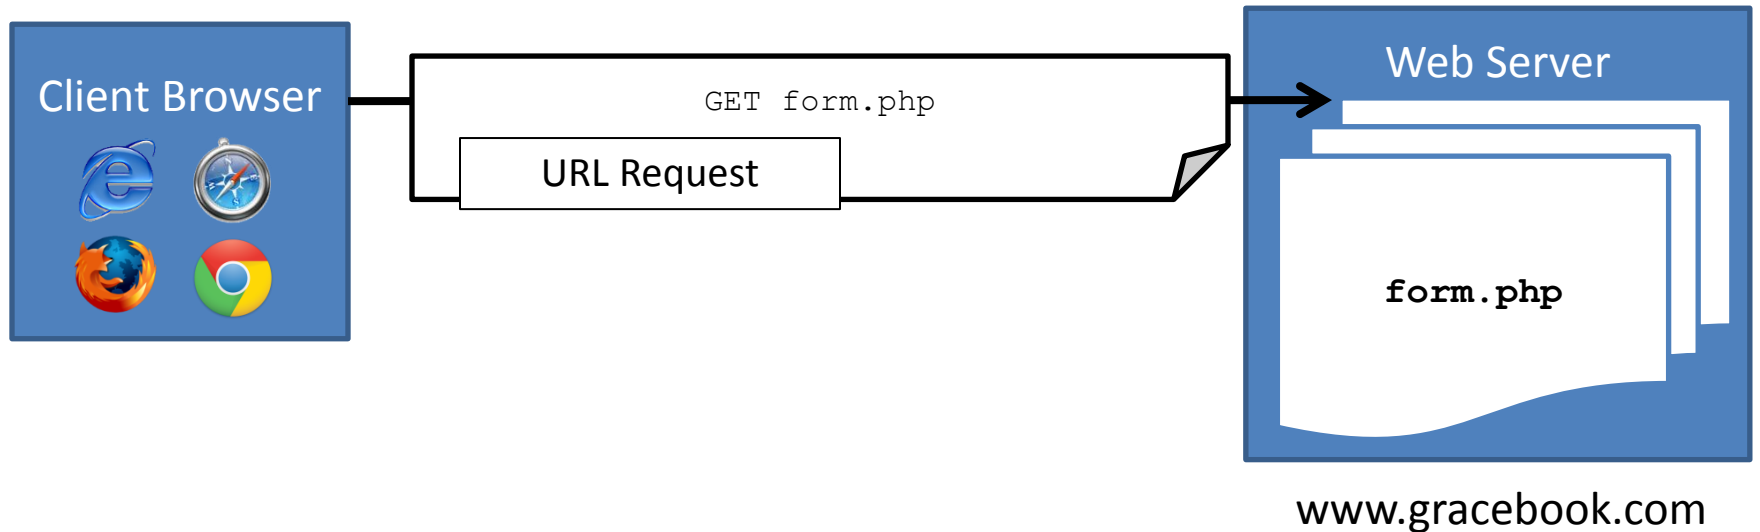 Client Browser
GET form.php
URL Request
Web Server
form.php
www.gracebook.com